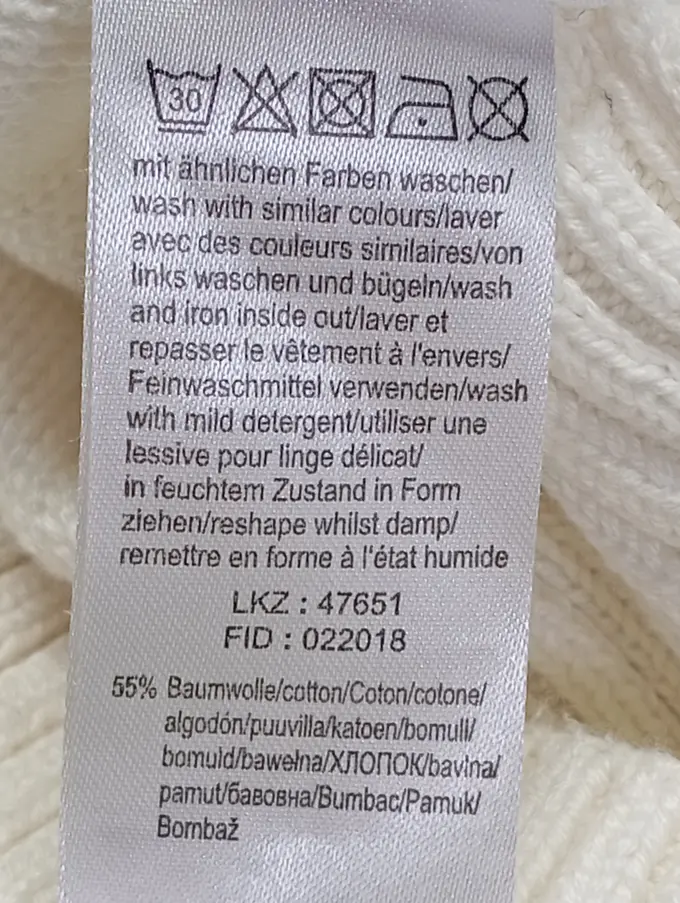 30
mit ähnlichen Farben waschen/
wash with similar colours/laver
avec des couleurs similaires/von
links waschen und bügeln/wash
and iron inside out/laver et
repasser le vêtement à l'envers/
Feinwaschmittel verwenden/wash
with mild detergent/utiliser une
lessive pour linge délicat/
in feuchtem Zustand in Form
ziehen/reshape whilst damp/
remettre en forme à l'état humide
LKZ : 47651
FID : 022018
55% Baumwolle/cotton/Coton/cotone/
algodón/puuvilla/katoen/bomull/
bomuld/bawełna/ХЛОПОК/bavlna/
pamut/бавовна/Bumbac/Pamuk/
Bombaž